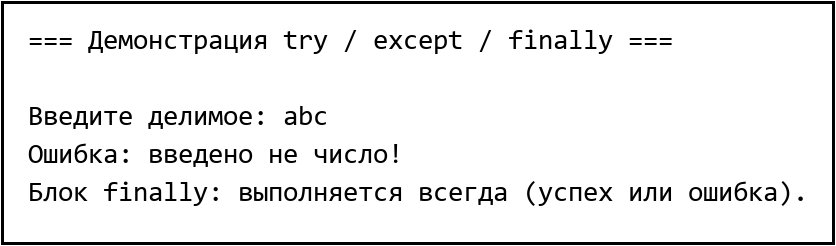 === Демонстрация try / except / finally ===
Введите делимое: abc
Ошибка: введено не число!
Блок finally: выполняется всегда (успех или ошибка).